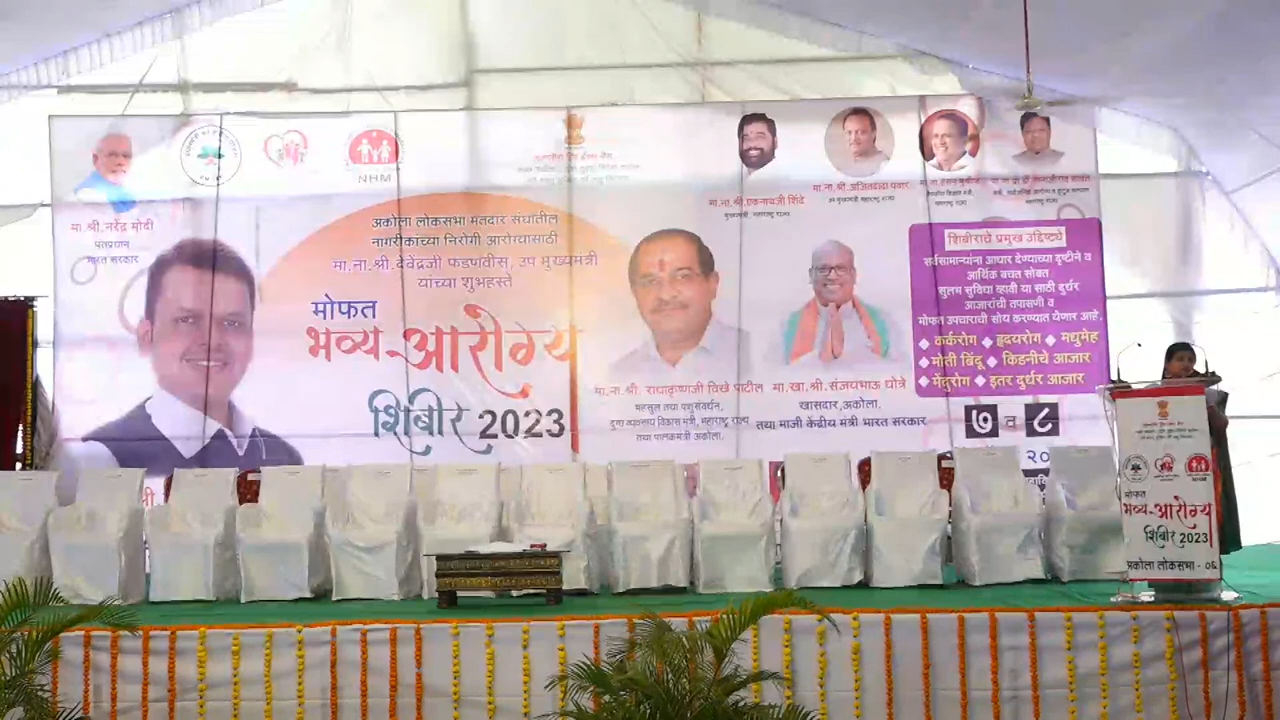 मा.श्री.नरेंद्र मोदी
पंतप्रधान
भारत सरकार
NHM
अकोला लोकसभा मतदार संघातील
नागरीकांच्या निरोगी आरोग्यासाठी
मा.ना.श्री.देवेंद्रजी फडणवीस, उप मुख्यमंत्री
यांच्या शुभहस्ते
मोफत
भव्य आरोग्य
शिबीर 2023
मा.ना.श्री.एकनाथजी शिंदे
मुख्यमंत्री, महाराष्ट्र राज्य
मा.ना.श्री.अजितदादा पवार
उप मुख्यमंत्री महाराष्ट्र राज्य
महाराष्ट्र राज्य
मा.ना.श्री. राधाकृष्णजी विखे पाटील
महसुल तथा पशुसंवर्धन,
दुग्ध व्यवसाय विकास मंत्री, महाराष्ट्र राज्य
तथा पालकमंत्री अकोला.
मा.खा.श्री.संजयभाऊ धोत्रे
खासदार,अकोला.
तथा माजी केंद्रीय मंत्री भारत सरकार
शिबीराचे प्रमुख उद्दिष्टये
सर्वसामान्यांना आधार देण्याच्या दृष्टीने व
आर्थिक बचत सोबत
सुलभ सुविधा व्हावी या साठी दुर्धर
आजारांची तपासणी व
मोफत उपचाराची सोय करण्यात येणार आहे.
कर्करोग हृदयरोग मधुमेह
मोती बिंदू किडनीचे आजार
मेंदुरोग इतर दुर्धर आजार
७ व ८
NHM
मोफत
भव्य आरोग्य
शिबीर 2023
अकोला लोकसभा - ०६